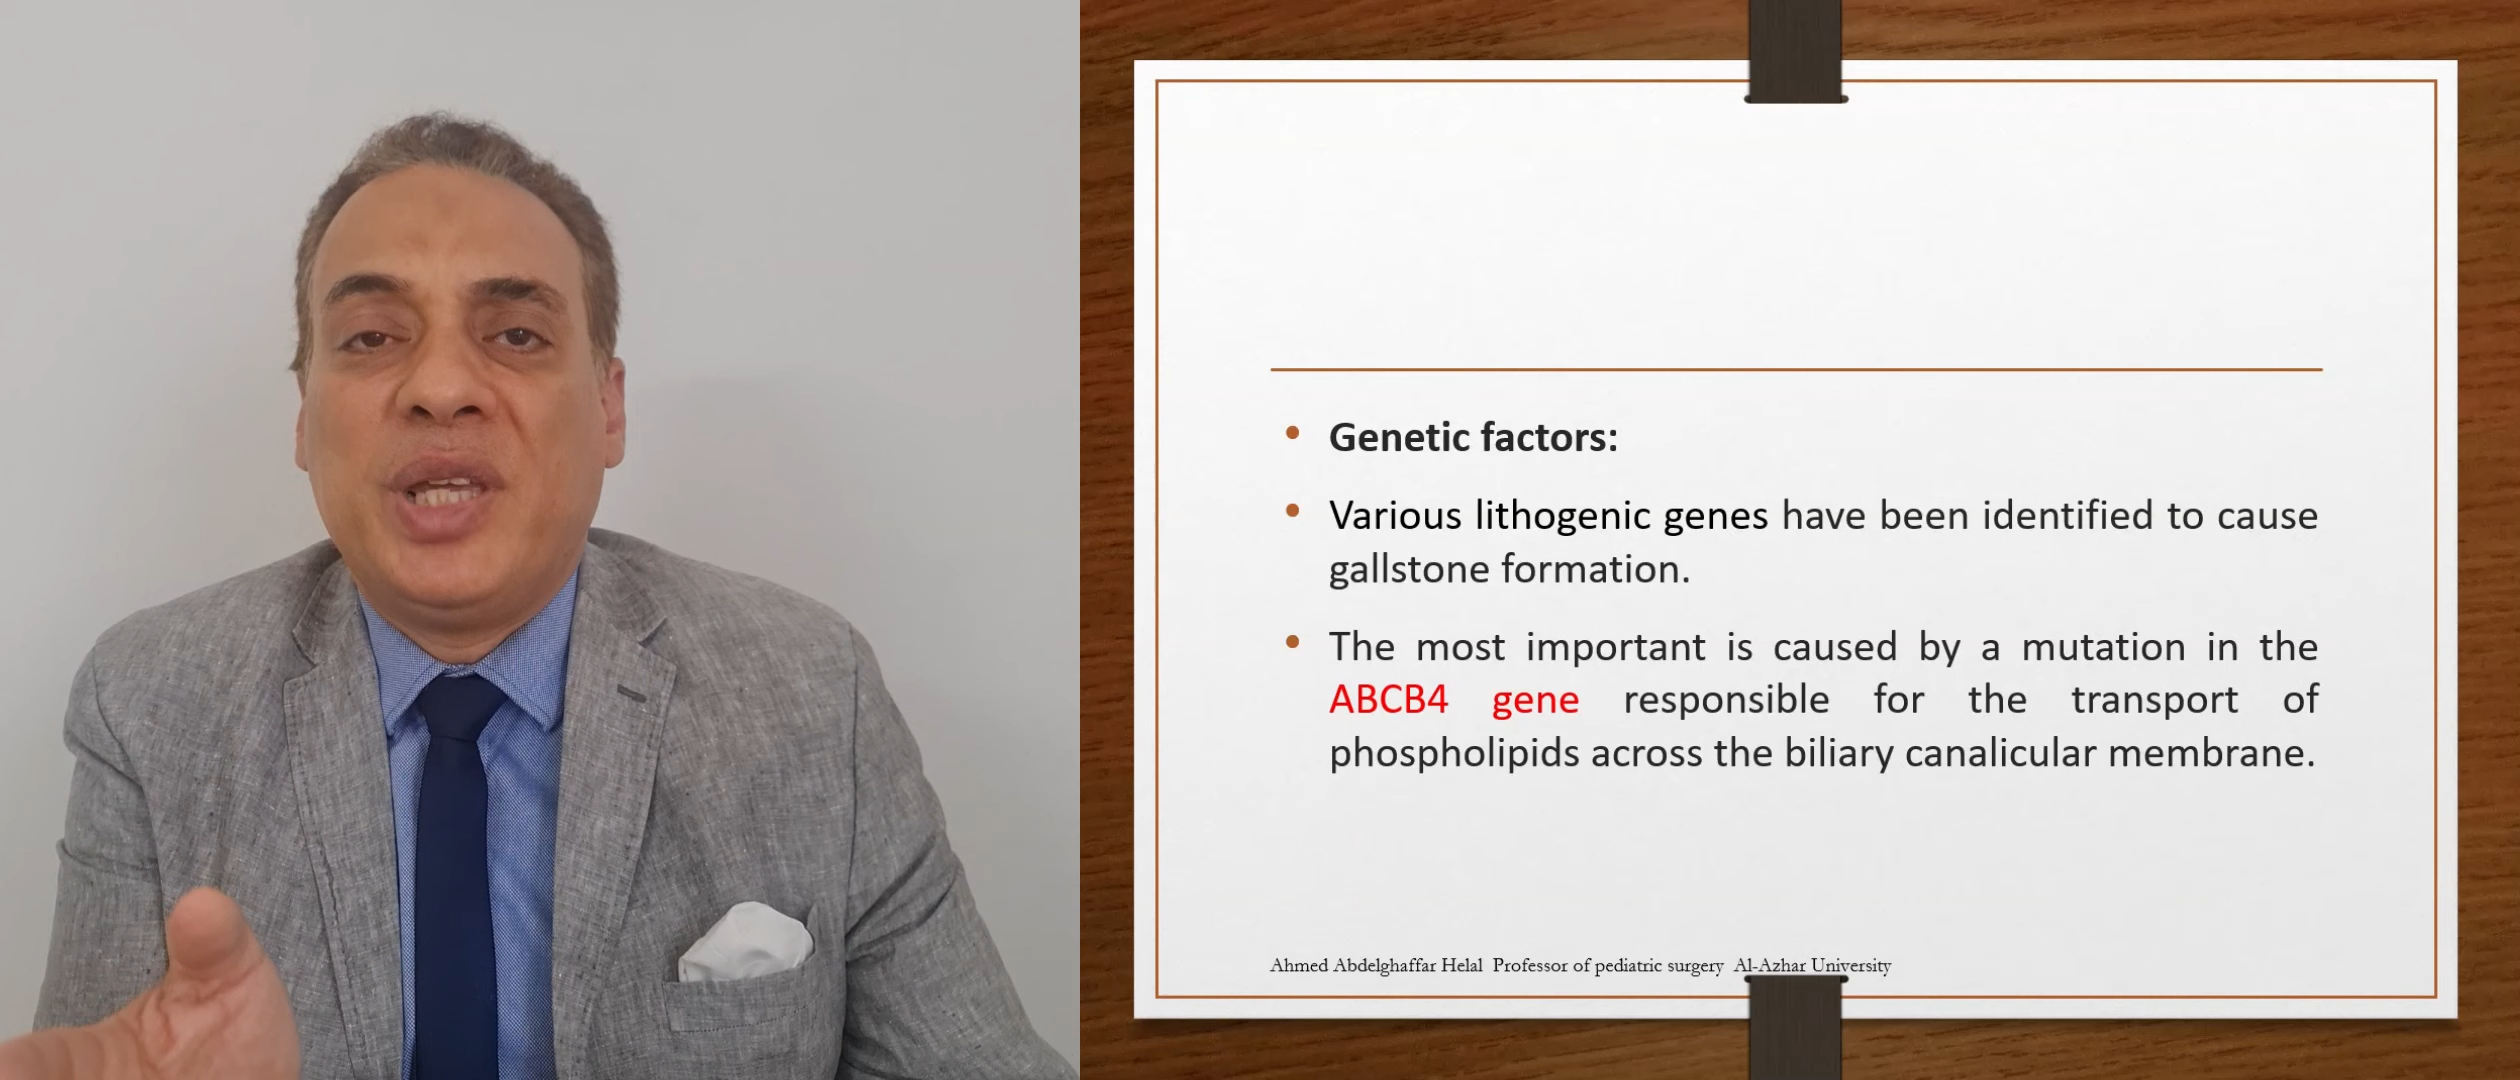 Genetic factors:
Various lithogenic genes have been identified to cause
gallstone formation.
The most important is caused by a mutation in the
ABCB4 gene responsible for the transport of
phospholipids across the biliary canalicular membrane.
Ahmed Abdelghaffar Helal Professor of pediatric surgery Al-Azhar University